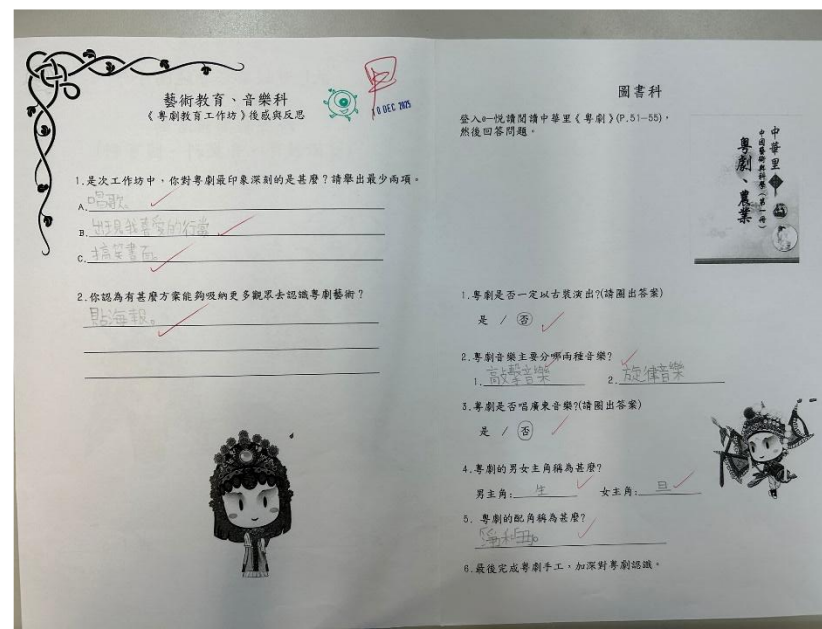 藝術教育、音樂科
《粵劇教育工作坊》後感與反思
甲
10 DEC 2025
1.是次工作坊中,你對粵劇最印象深刻的是甚麼?請舉出最少兩項。
A.唱歌。
B.出現我喜愛的行當
C.搞笑畫面。
2.你認為有甚麼方案能夠吸納更多觀眾去認識粵劇藝術?
貼海報。
圖書科
登入e-悅讀閱讀中華里《粵劇》(P.51-55),
然後回答問題。
中華里
中國藝術與科學(第一冊)
粵劇、農業
1.粵劇是否一定以古裝演出?(請圈出答案)
是 / 否
2.粵劇音樂主要分哪兩種音樂?
1.敲擊音樂 2.旋律音樂
3.粵劇是否唱廣東音樂?(請圈出答案)
是 / 否
4.粵劇的男女主角稱為甚麼?
男主角:生 女主角:旦
5. 粵劇的配角稱為甚麼?
淨和丑。
6.最後完成粵劇手工,加深對粵劇認識。